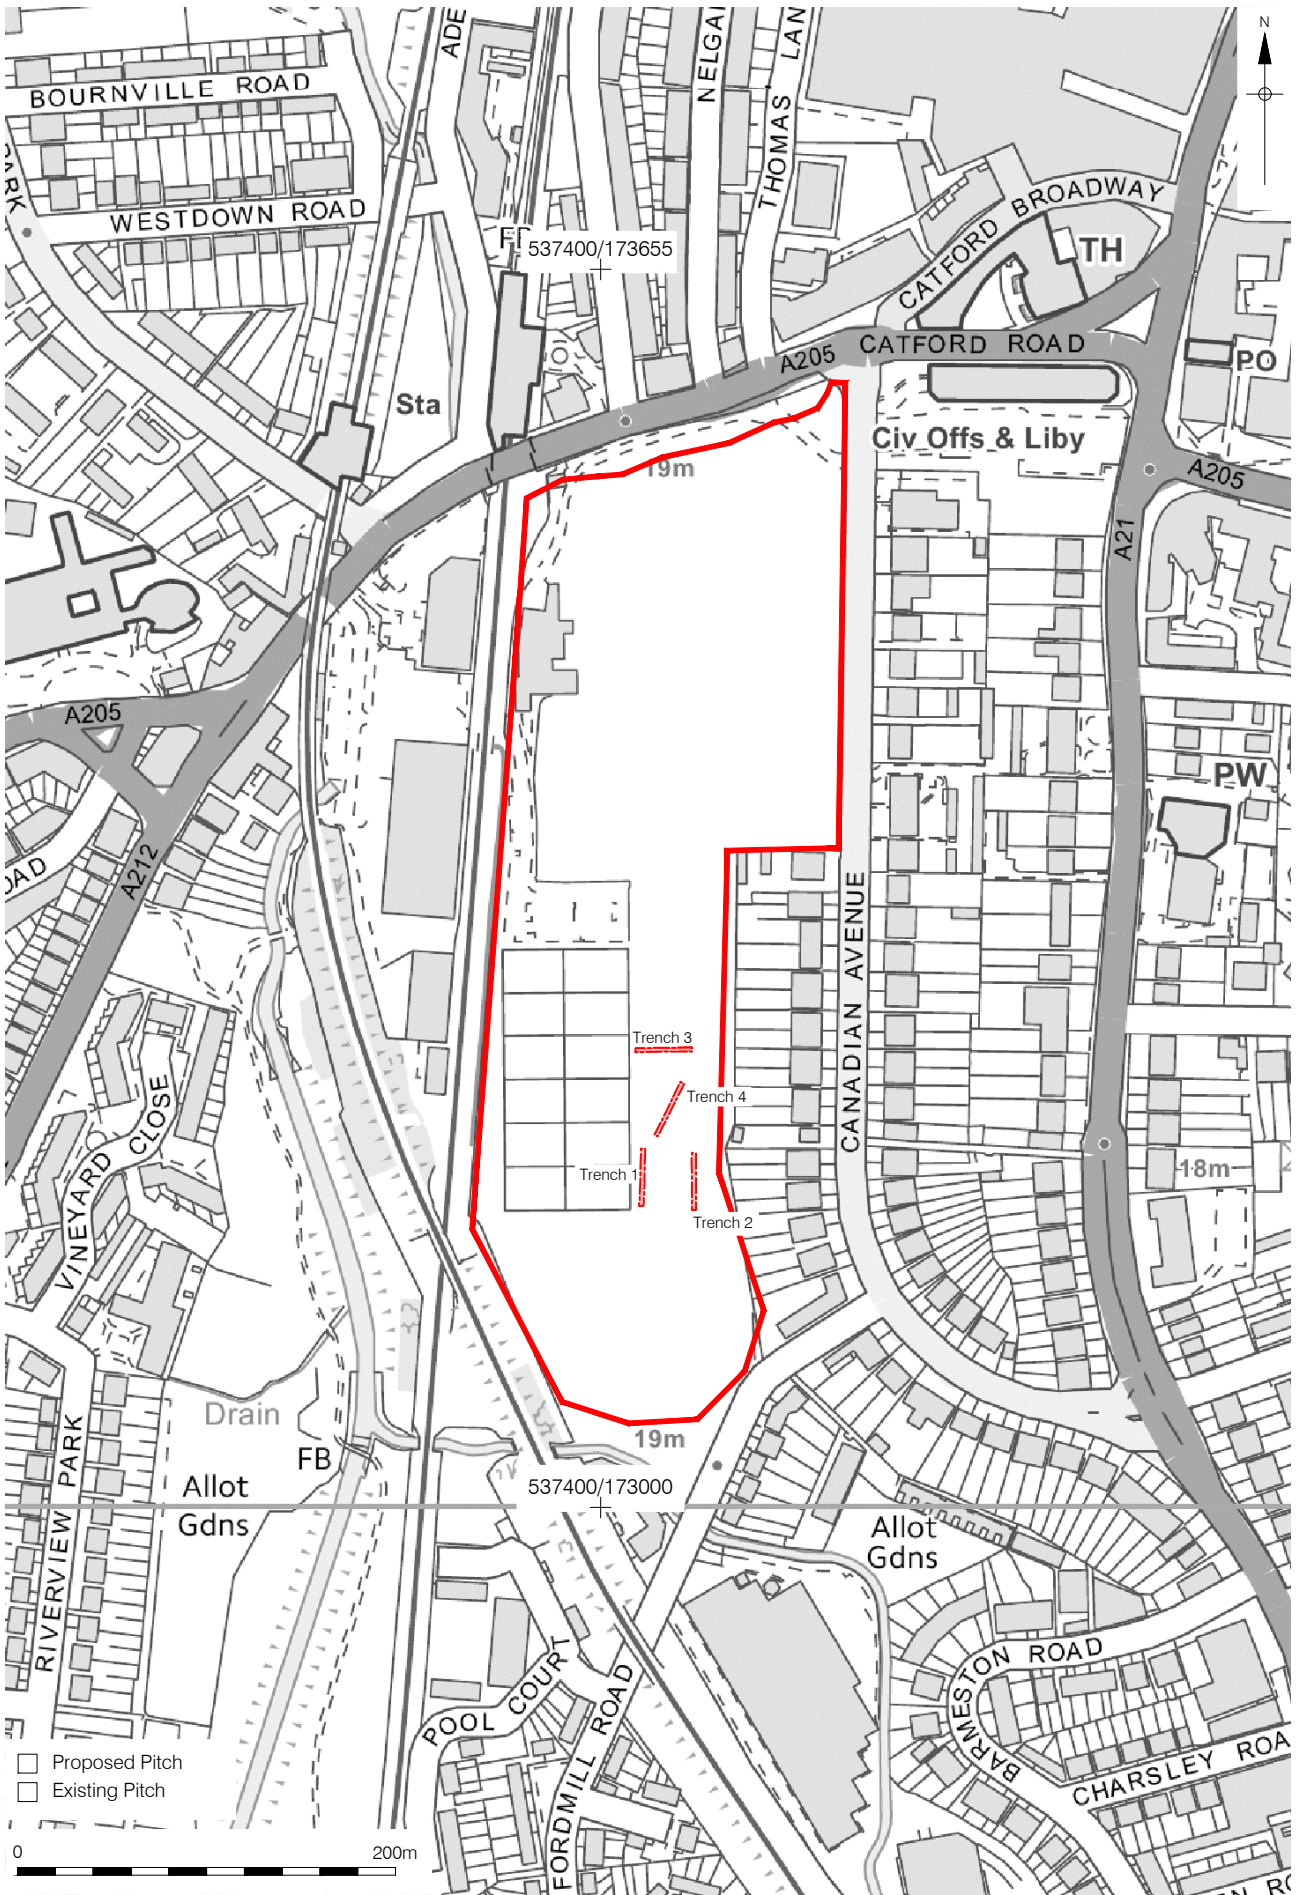 N
ADE
NELGA
THOMAS LAN
BOURNVILLE ROAD
PARK
WESTDOWN ROAD
CATFORD BROADWAY
TH
537400/173655
A205
CATFORD ROAD
PO
Sta
Civ Offs & Liby
19m
A205
A21
A205
PW
A212
OAD
CANADIAN AVENUE
Trench 3
Trench 4
VINEYARD CLOSE
Trench 1
18m
Trench 2
Drain
19m
FB
RIVERVIEW PARK
Allot
Gdns
537400/173000
Allot
Gdns
POOL COURT
FORDMILL ROAD
BARMESTON ROAD
BARMESTON
CHARSLEY ROA
Proposed Pitch
Existing Pitch
0
200m